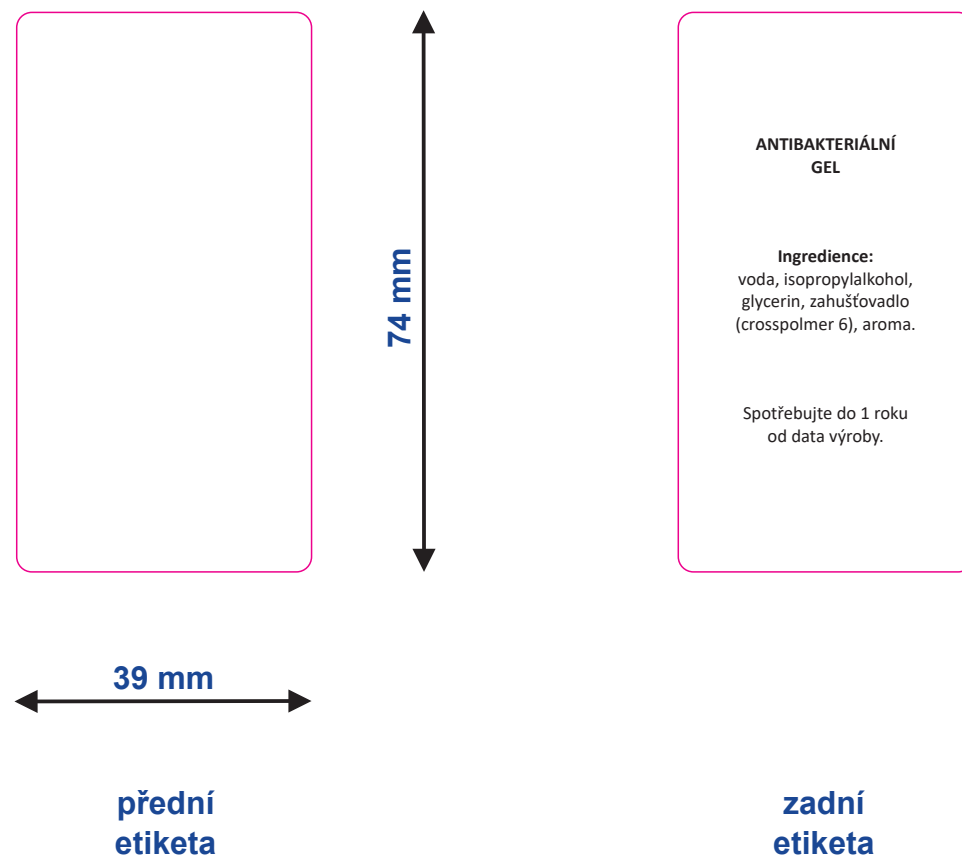 74 mm
ANTIBAKTERIÁLNÍ
GEL
Ingredience:
voda, isopropylalkohol,
glycerin, zahušťovadlo
(crosspolmer 6), aroma.
Spotřebujte do 1 roku
od data výroby.
39 mm
přední
etiketa
zadní
etiketa